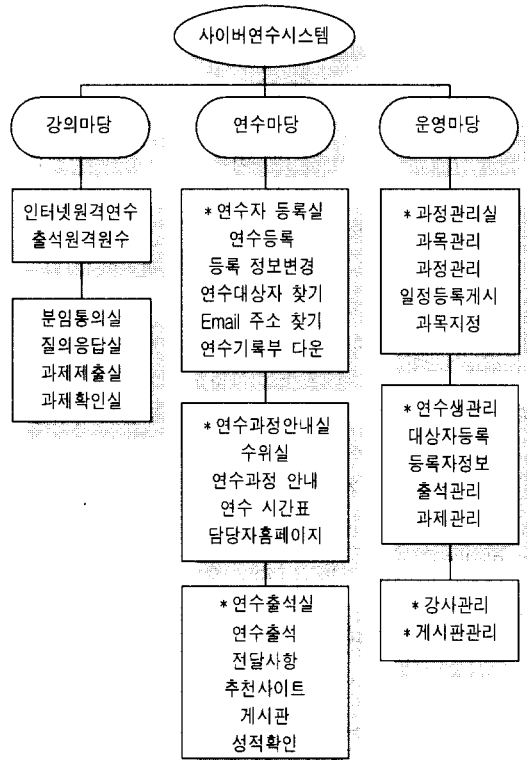 사이버연수시스템
강의마당
인터넷원격연수
출석원격원수
분임통의실
질의응답실
과제제출실
과제확인실
연수마당
* 연수자 등록실
연수등록
등록 정보변경
연수대상자 찾기
Email 주소 찾기
연수기록부 다운
* 연수과정안내실
수위실
연수과정 안내
연수 시간표
담당자홈페이지
* 연수출석실
연수출석
전달사항
추천사이트
게시판
성적확인
운영마당
* 과정관리실
과목관리
과정관리
일정등록게시
과목지정
* 연수생관리
대상자등록
등록자정보
출석관리
과제관리
* 강사관리
* 게시판관리